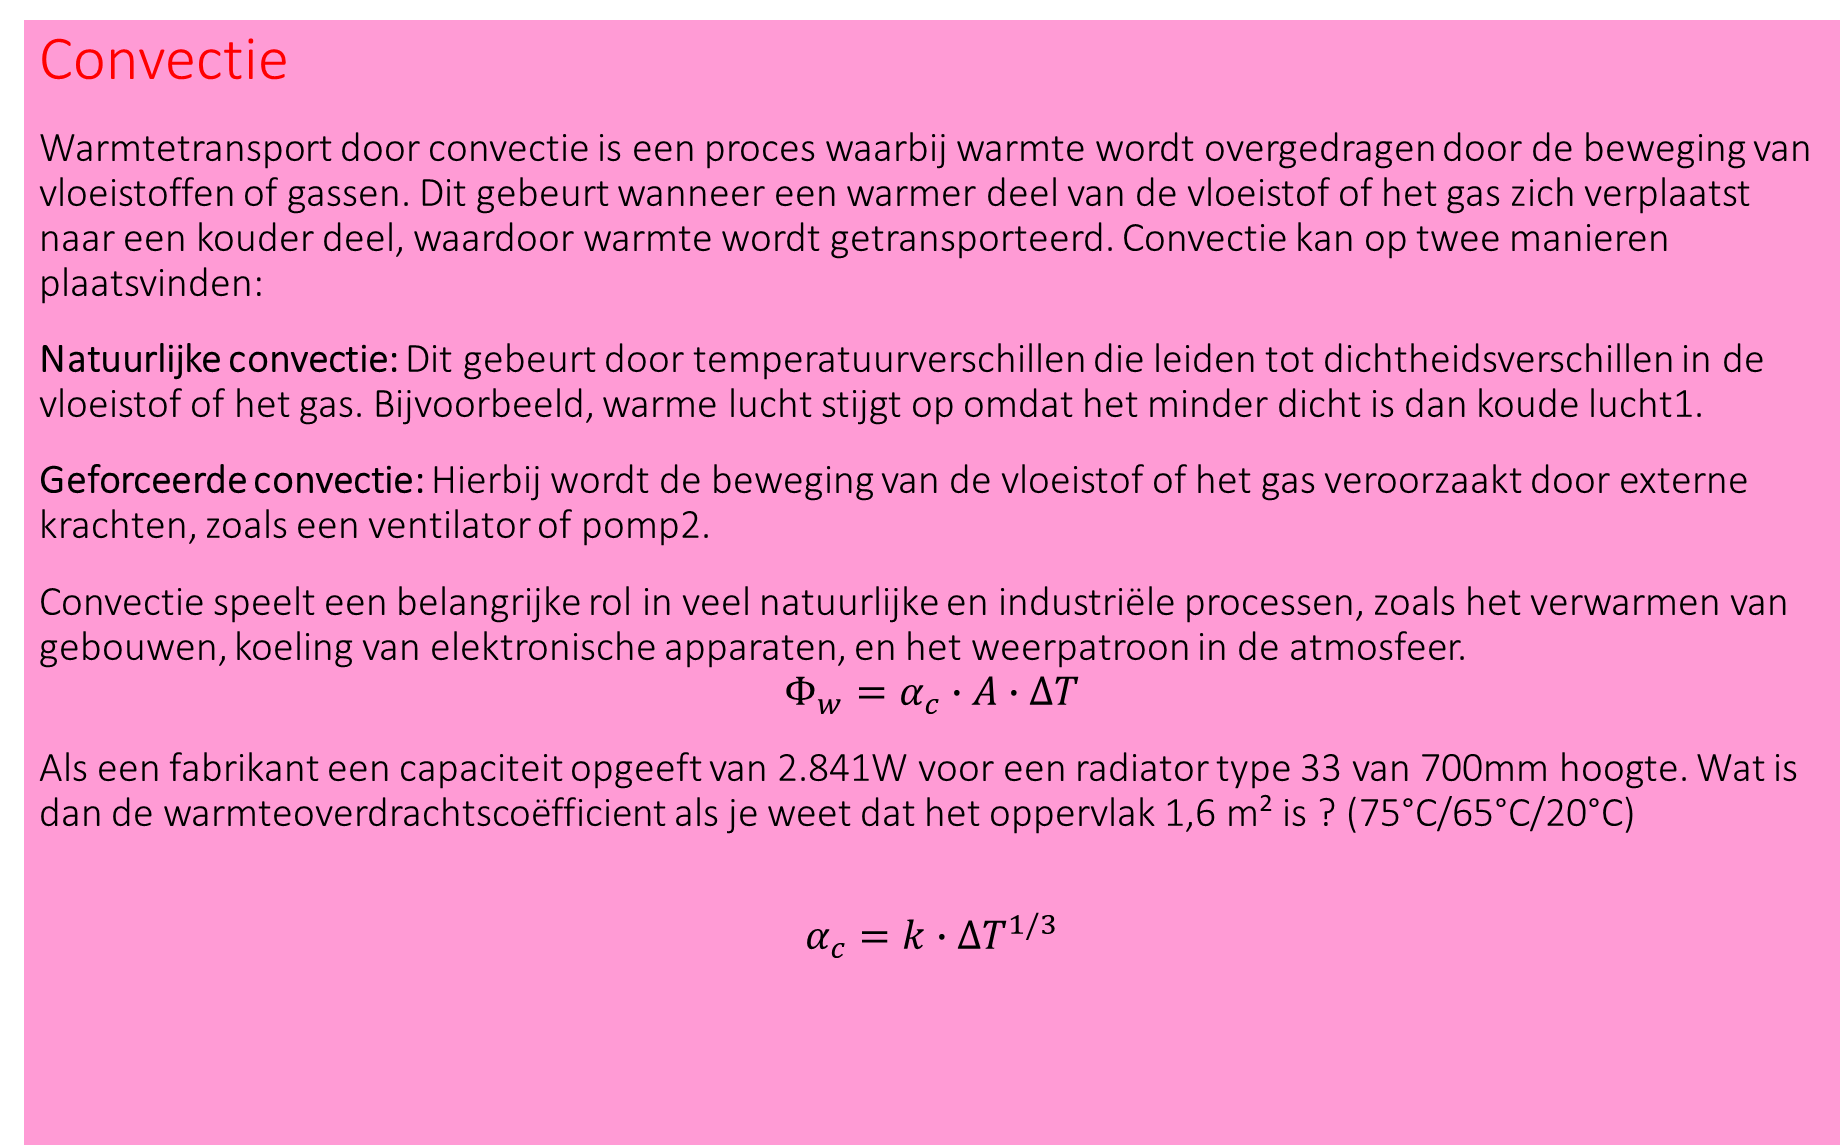 Convectie
Warmtetransport door convectie is een proces waarbij warmte wordt overgedragen door de beweging van
vloeistoffen of gassen. Dit gebeurt wanneer een warmer deel van de vloeistof of het gas zich verplaatst
naar een kouder deel, waardoor warmte wordt getransporteerd. Convectie kan op twee manieren
plaatsvinden:
Natuurlijke convectie: Dit gebeurt door temperatuurverschillen die leiden tot dichtheidsverschillen in de
vloeistof of het gas. Bijvoorbeeld, warme lucht stijgt op omdat het minder dicht is dan koude lucht1.
Geforceerde convectie: Hierbij wordt de beweging van de vloeistof of het gas veroorzaakt door externe
krachten, zoals een ventilator of pomp2.
Convectie speelt een belangrijke rol in veel natuurlijke en industriële processen, zoals het verwarmen van
gebouwen, koeling van elektronische apparaten, en het weerpatroon in de atmosfeer.
Φ_w = α_c · A · ΔT
Als een fabrikant een capaciteit opgeeft van 2.841W voor een radiator type 33 van 700mm hoogte. Wat is
dan de warmteoverdrachtscoëfficient als je weet dat het oppervlak 1,6 m² is ? (75°C/65°C/20°C)
α_c = k · ΔT^{1/3}